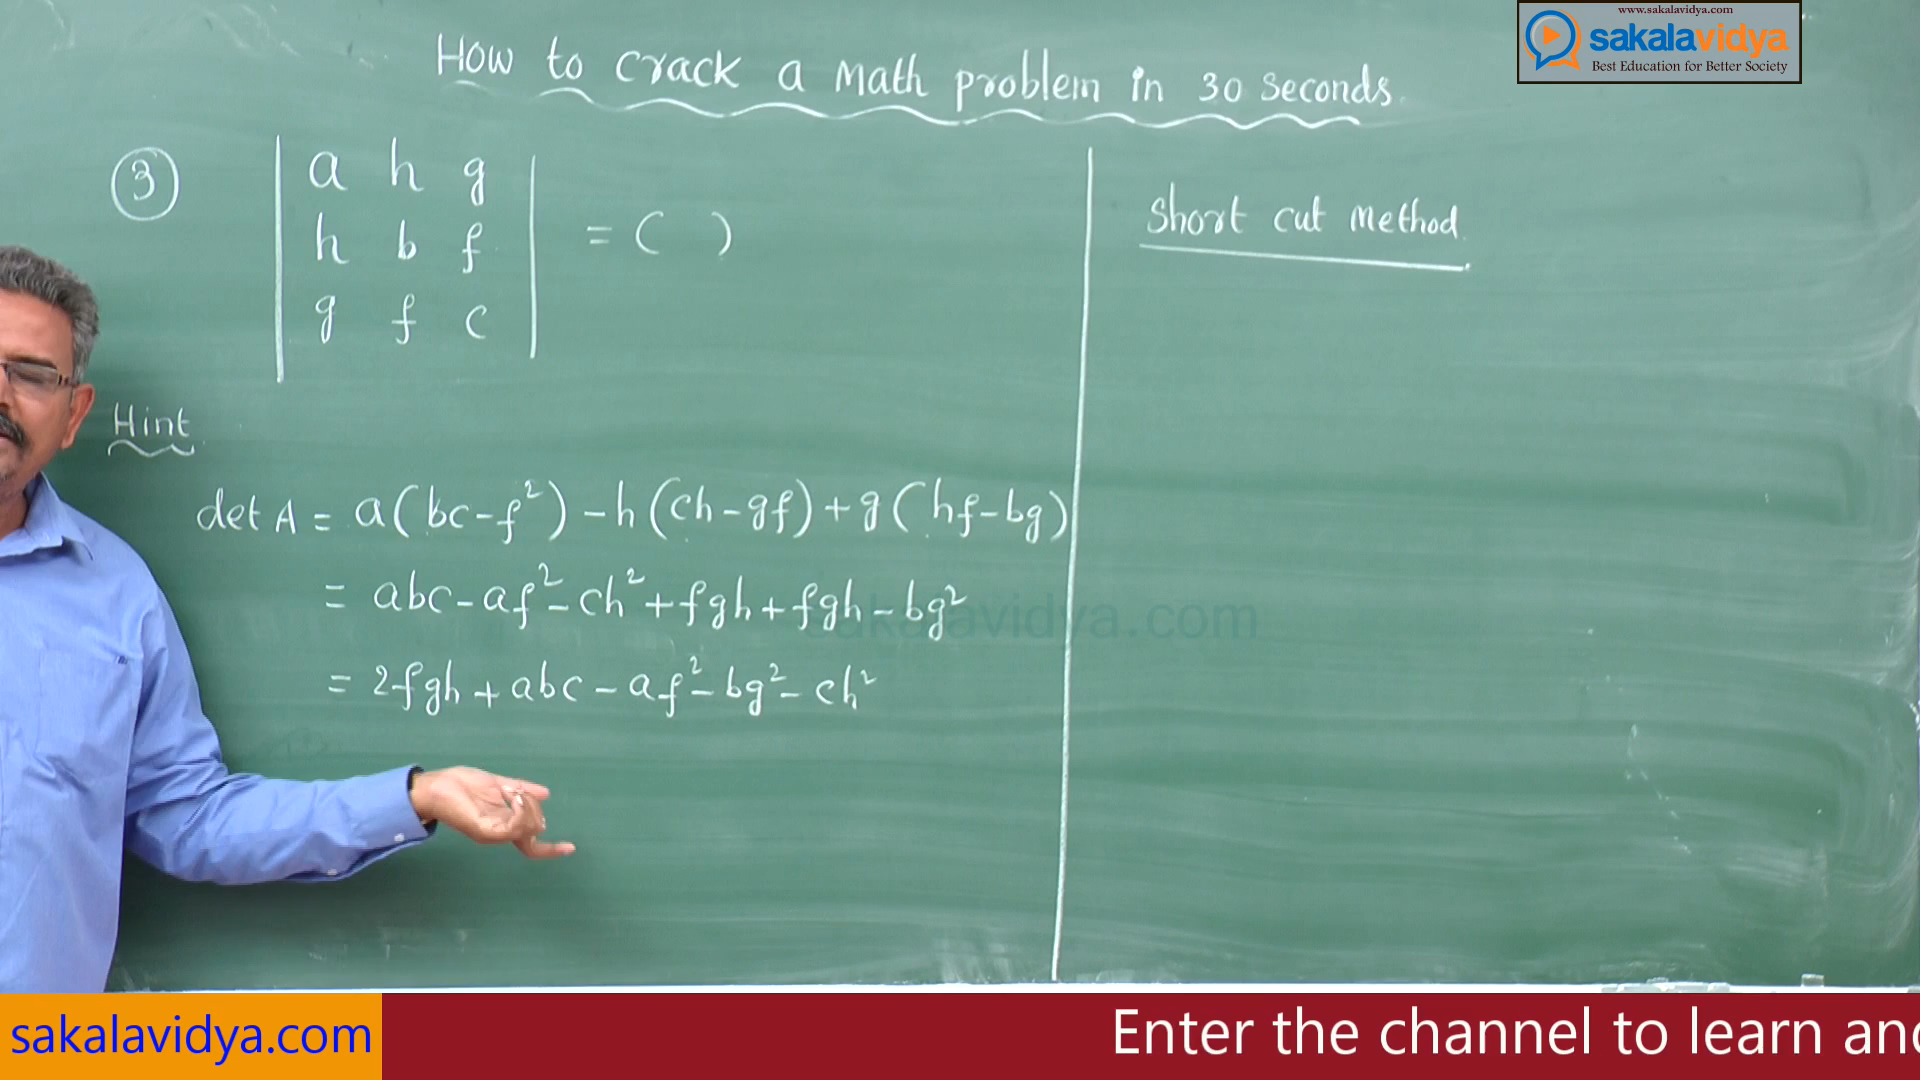 www.sakalavidya.com
sakalavidya
Best Education for Better Society
How to crack a Math problem in 30 seconds.
3
a h g
h b f
g f c
= ( )
Short cut Method
Hint
det A = a(bc-f²) - h(ch-gf) + g(hf-bg)
= abc - af² - ch² + fgh + fgh - bg²
sakalavidya.com
= 2fgh + abc - af² - bg² - ch²
sakalavidya.com
Enter the channel to learn and